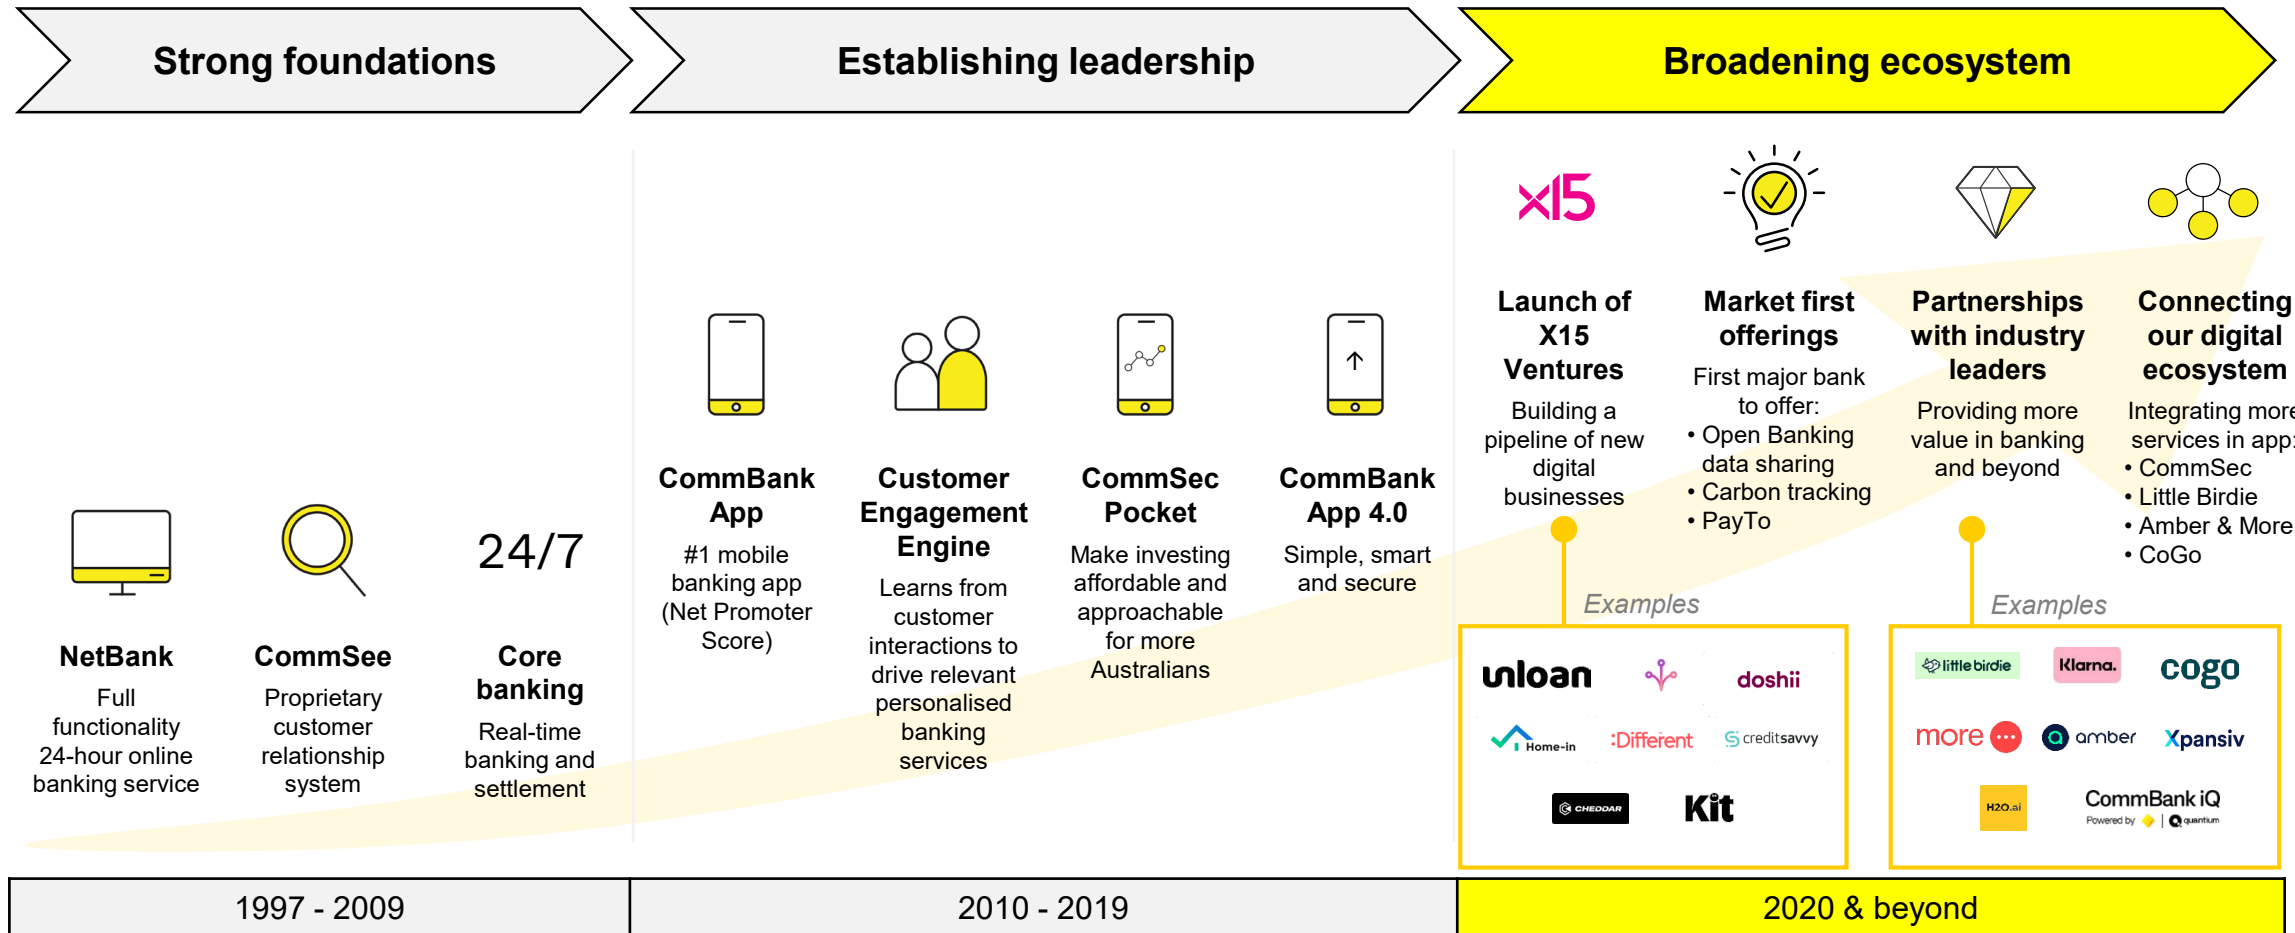 Strong foundations
Establishing leadership
Broadening ecosystem
NetBank
Full
functionality
24-hour online
banking service
CommSee
Proprietary
customer
relationship
system
24/7
Core
banking
Real-time
banking and
settlement
CommBank
App
#1 mobile
banking app
(Net Promoter
Score)
Customer
Engagement
Engine
Learns from
customer
interactions to
drive relevant
personalised
banking
services
CommSec
Pocket
Make investing
affordable and
approachable
for more
Australians
CommBank
App 4.0
Simple, smart
and secure
x15
Launch of
X15
Ventures
Building a
pipeline of new
digital
businesses
Examples
unloan
doshii
Home-in
:Different
creditsavvy
CHEDDAR
Kit
Market first
offerings
First major bank
to offer:
• Open Banking
data sharing
• Carbon tracking
• PayTo
Partnerships
with industry
leaders
Providing more
value in banking
and beyond
Examples
little birdie
Klarna.
cogo
more
amber
Xpansiv
H2O.ai
CommBank iQ
Powered by | quantium
Connecting
our digital
ecosystem
Integrating more
services in app:
• CommSec
• Little Birdie
• Amber & More
• CoGo
1997 - 2009
2010 - 2019
2020 & beyond